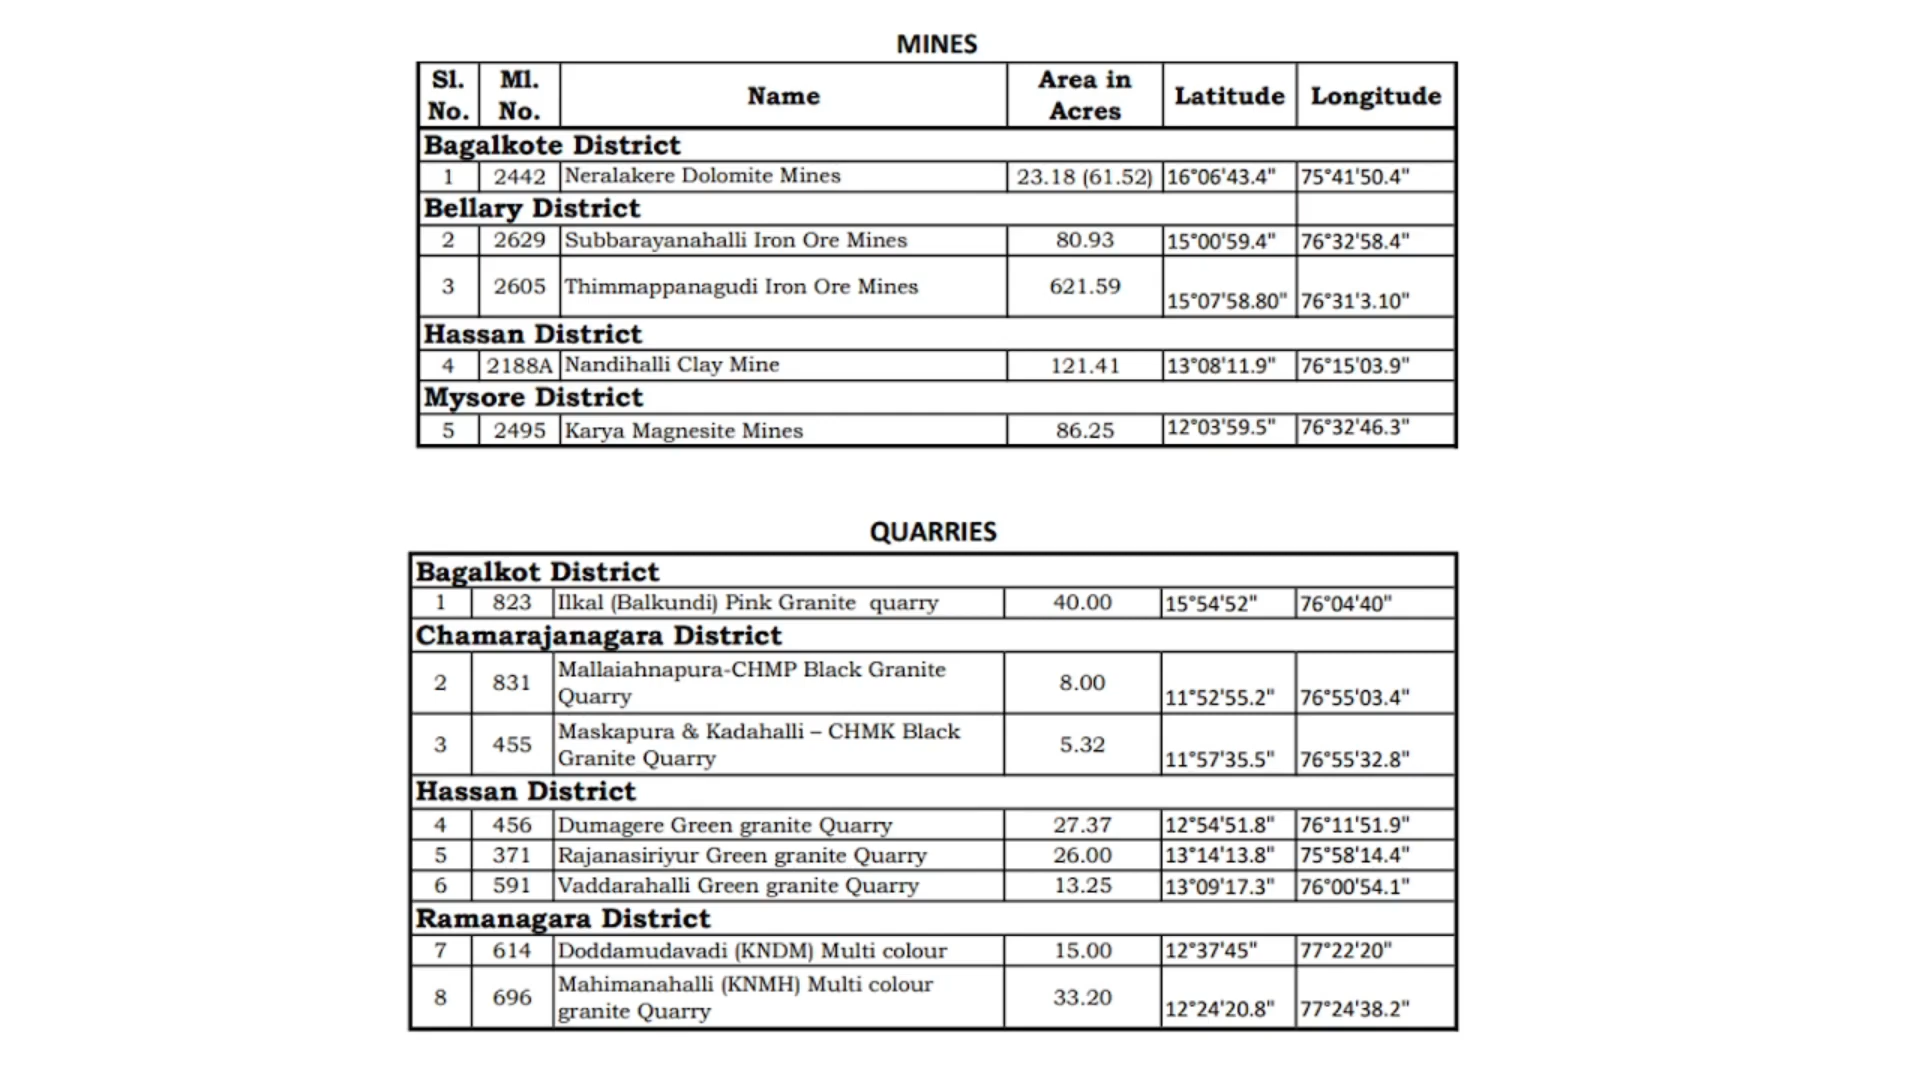 MINES
Sl. No. Ml. No. Name Area in Acres Latitude Longitude
Bagalkote District
1 2442 Neralakere Dolomite Mines 23.18 (61.52) 16°06'43.4" 75°41'50.4"
Bellary District
2 2629 Subbarayanahalli Iron Ore Mines 80.93 15°00'59.4" 76°32'58.4"
3 2605 Thimmappanagudi Iron Ore Mines 621.59 15°07'58.80" 76°31'3.10"
Hassan District
4 2188A Nandihalli Clay Mine 121.41 13°08'11.9" 76°15'03.9"
Mysore District
5 2495 Karya Magnesite Mines 86.25 12°03'59.5" 76°32'46.3"
QUARRIES
Bagalkot District
1 823 Ilkal (Balkundi) Pink Granite quarry 40.00 15°54'52" 76°04'40"
Chamarajanagara District
2 831 Mallaiahnapura-CHMP Black Granite Quarry 8.00 11°52'55.2" 76°55'03.4"
3 455 Maskapura & Kadahalli – CHMK Black Granite Quarry 5.32 11°57'35.5" 76°55'32.8"
Hassan District
4 456 Dumagere Green granite Quarry 27.37 12°54'51.8" 76°11'51.9"
5 371 Rajanasiriyur Green granite Quarry 26.00 13°14'13.8" 75°58'14.4"
6 591 Vaddarahalli Green granite Quarry 13.25 13°09'17.3" 76°00'54.1"
Ramanagara District
7 614 Doddamudavadi (KNDM) Multi colour 15.00 12°37'45" 77°22'20"
8 696 Mahimanahalli (KNMH) Multi colour granite Quarry 33.20 12°24'20.8" 77°24'38.2"